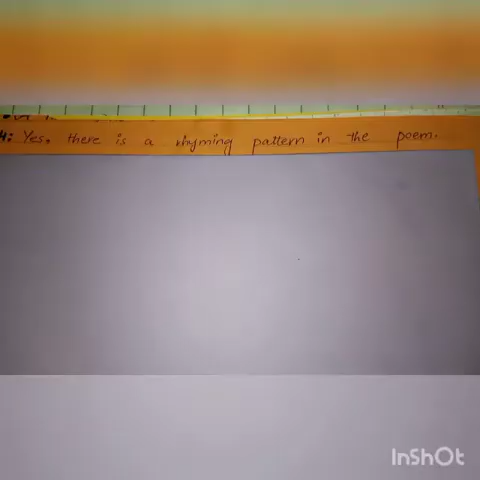 4: Yes, there is a rhyming pattern in the poem.
InShOt